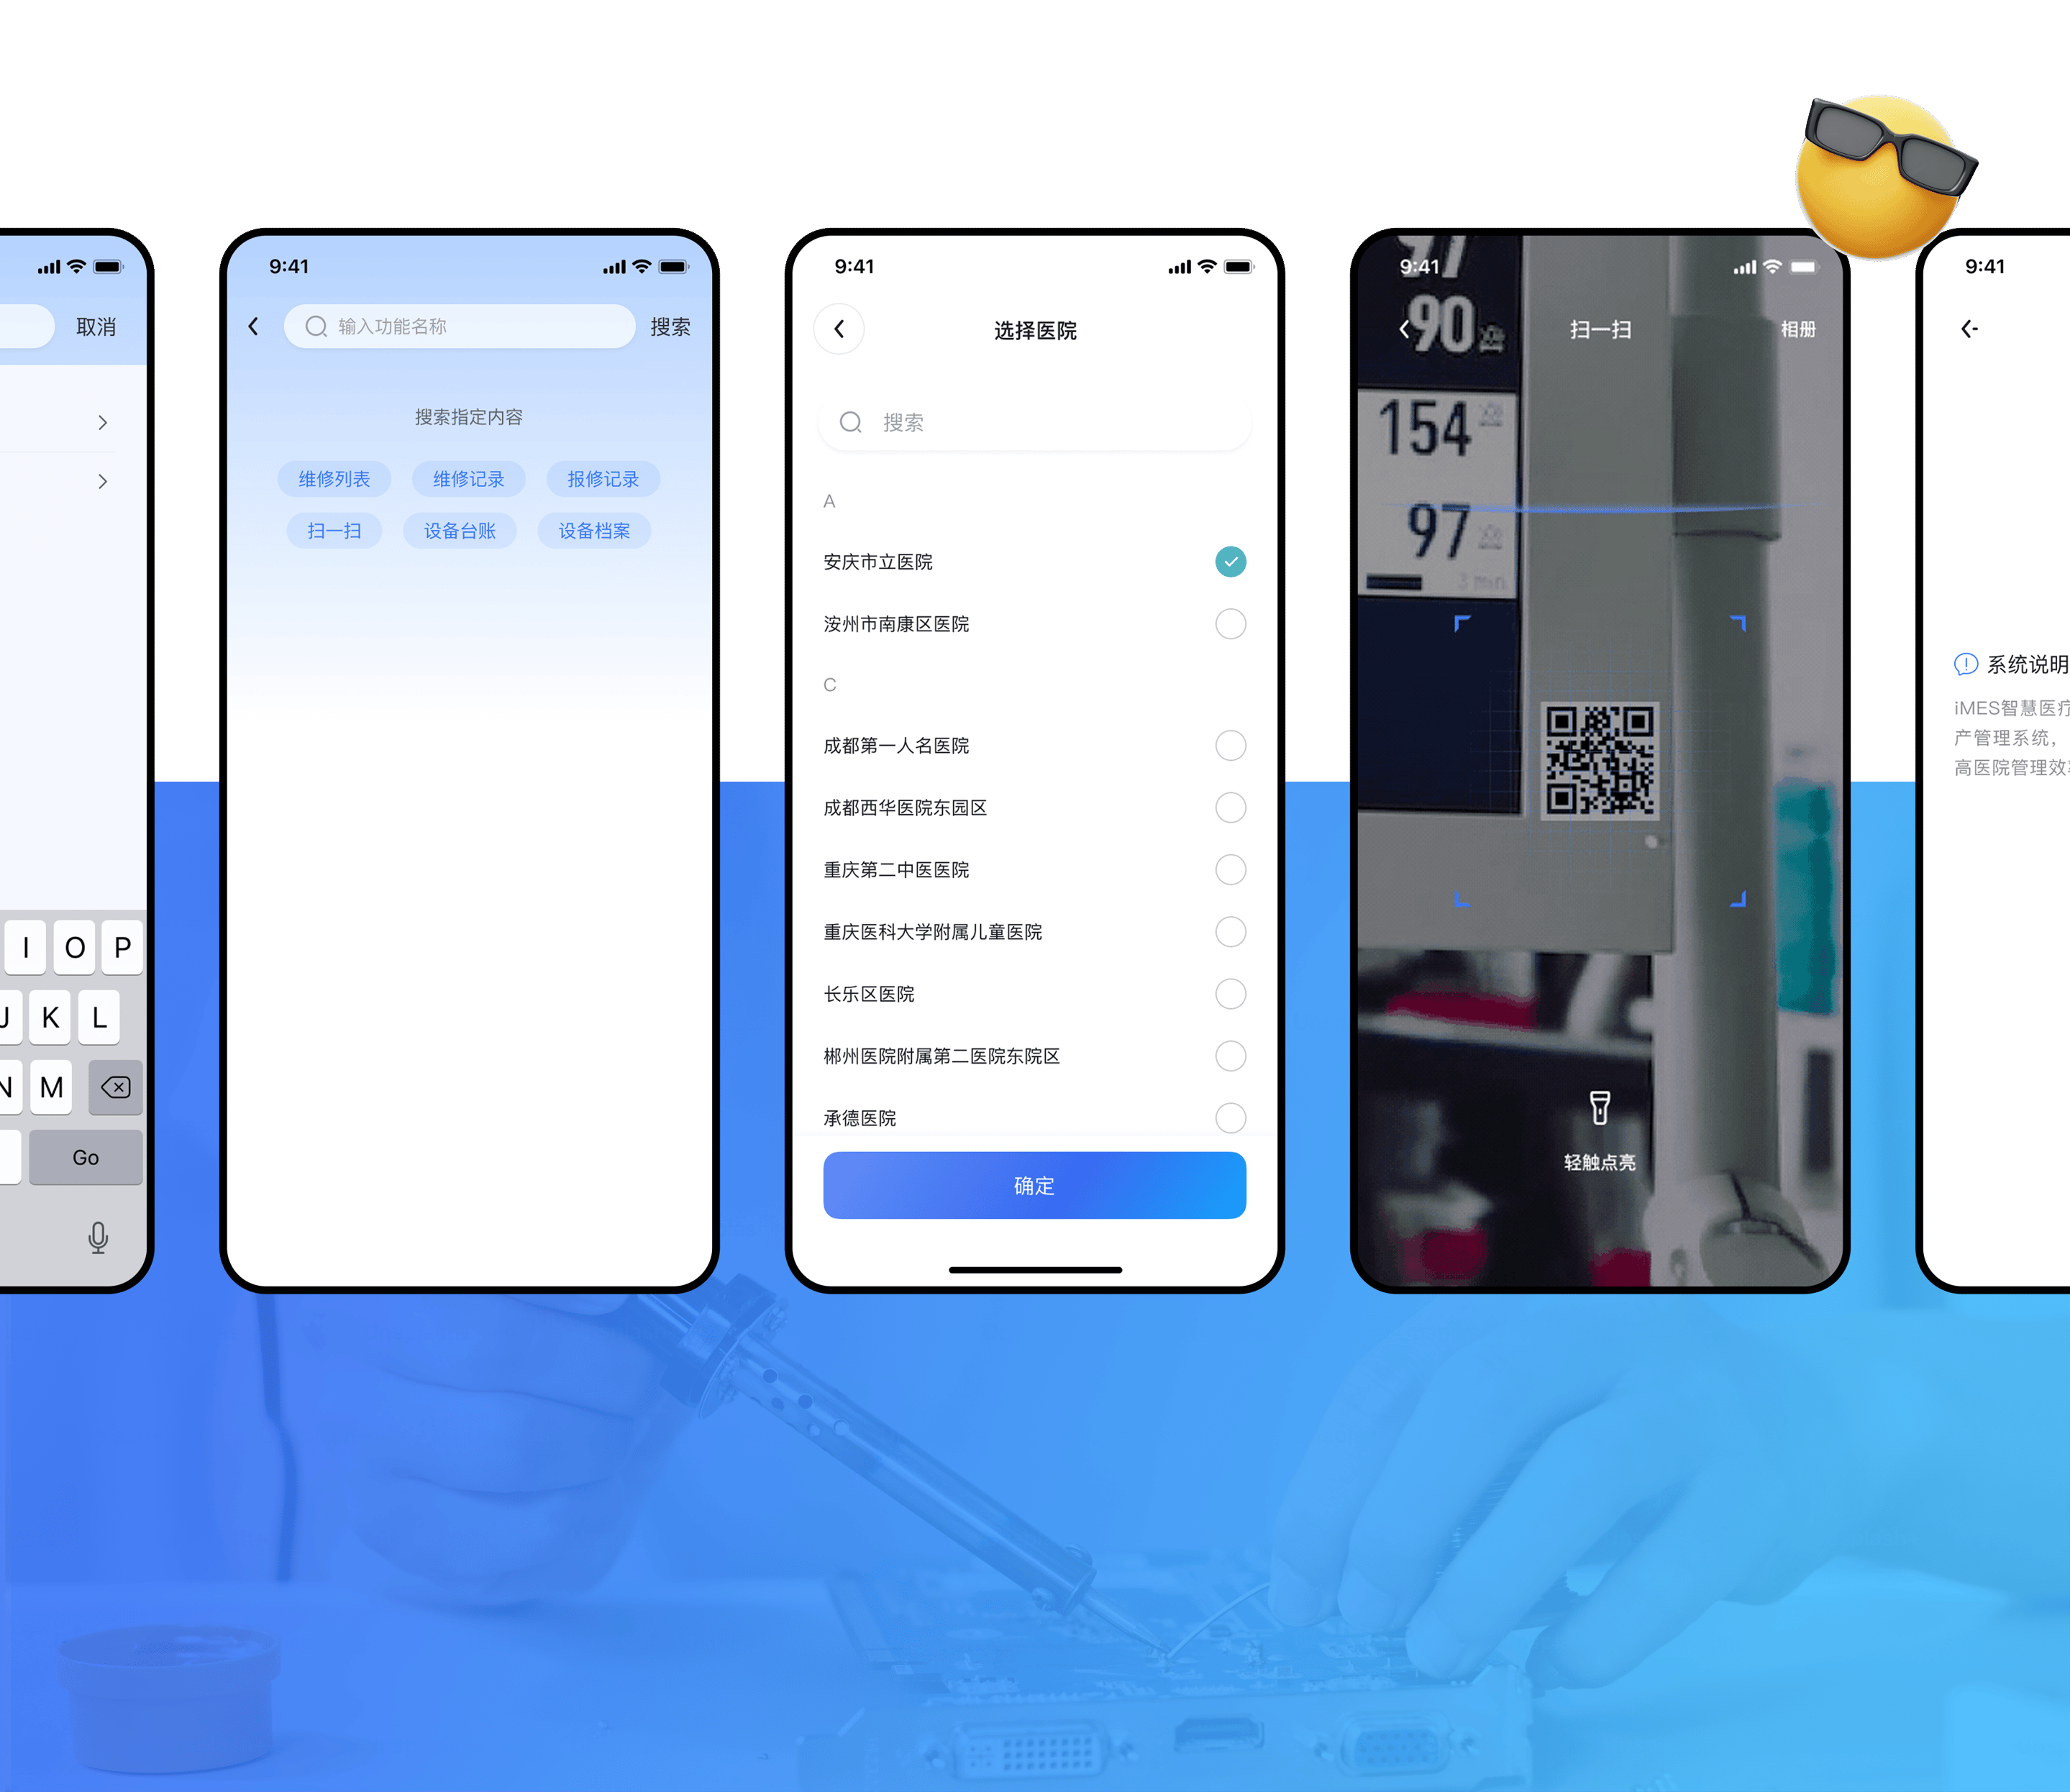 取消
I O P
J K L
N M
Go
9:41
输入功能名称
搜索
搜索指定内容
维修列表 维修记录 报修记录
扫一扫 设备台账 设备档案
9:41
选择医院
搜索
A
安庆市立医院
洝州市南康区医院
C
成都第一人名医院
成都西华医院东园区
重庆第二中医医院
重庆医科大学附属儿童医院
长乐区医院
郴州医院附属第二医院东院区
承德医院
确定
9:41
扫一扫
相册
97
90
154
97
3 min
轻触点亮
9:41
系统说明
iMES智慧医疗
产管理系统，
高医院管理效